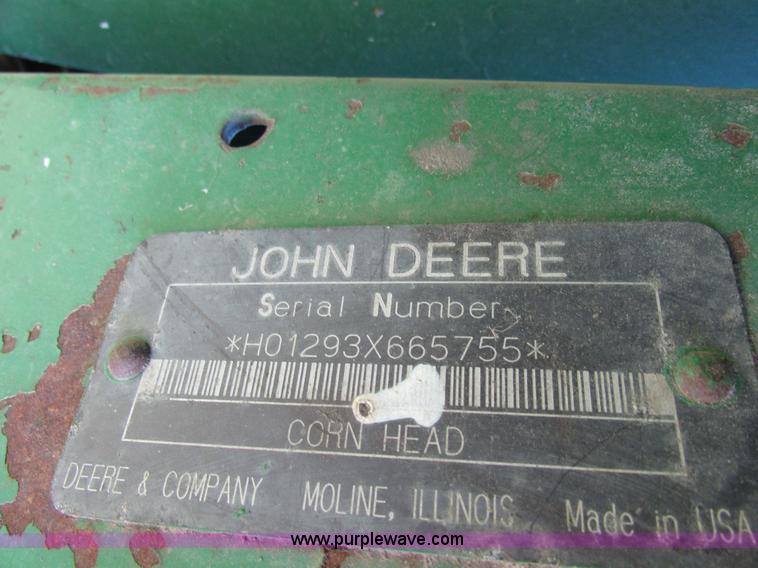 JOHN DEERE
Serial Number
*H01293X665755*
CORN HEAD
DEERE & COMPANY MOLINE, ILLINOIS Made in USA
www.purplewave.com